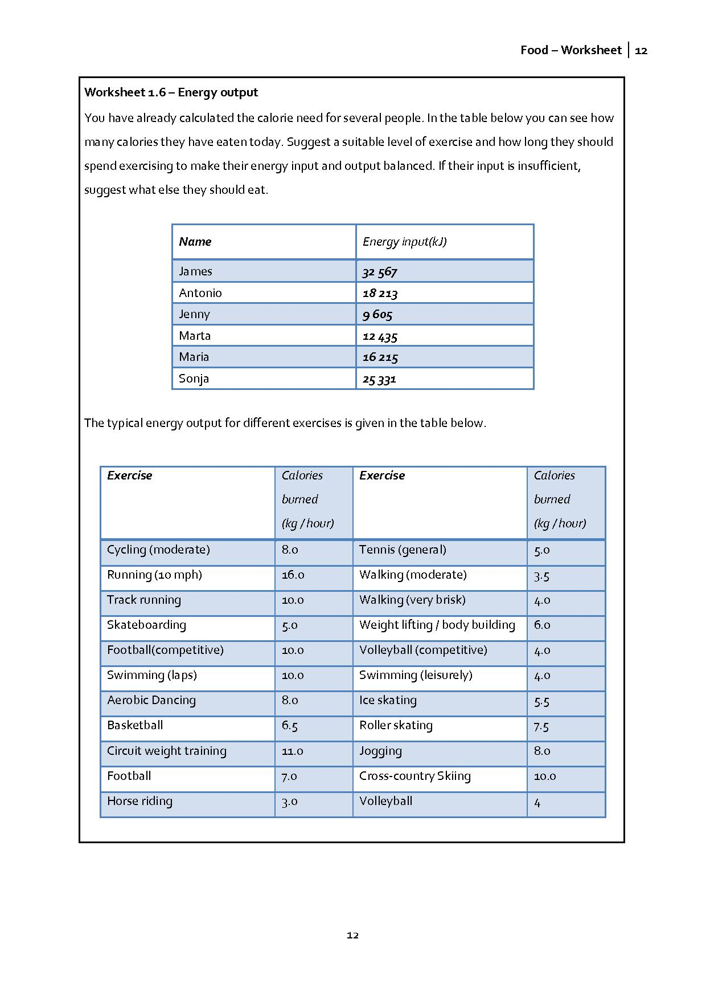 Food – Worksheet 12
Worksheet 1.6 – Energy output
You have already calculated the calorie need for several people. In the table below you can see how
many calories they have eaten today. Suggest a suitable level of exercise and how long they should
spend exercising to make their energy input and output balanced. If their input is insufficient,
suggest what else they should eat.
Name Energy input(kJ)
James 32 567
Antonio 18 213
Jenny 9 605
Marta 12 435
Maria 16 215
Sonja 25 331
The typical energy output for different exercises is given in the table below.
Exercise Calories Exercise Calories
burned burned
(kg / hour) (kg / hour)
Cycling (moderate) 8.0 Tennis (general) 5.0
Running (10 mph) 16.0 Walking (moderate) 3.5
Track running 10.0 Walking (very brisk) 4.0
Skateboarding 5.0 Weight lifting / body building 6.0
Football(competitive) 10.0 Volleyball (competitive) 4.0
Swimming (laps) 10.0 Swimming (leisurely) 4.0
Aerobic Dancing 8.0 Ice skating 5.5
Basketball 6.5 Roller skating 7.5
Circuit weight training 11.0 Jogging 8.0
Football 7.0 Cross-country Skiing 10.0
Horse riding 3.0 Volleyball 4
12